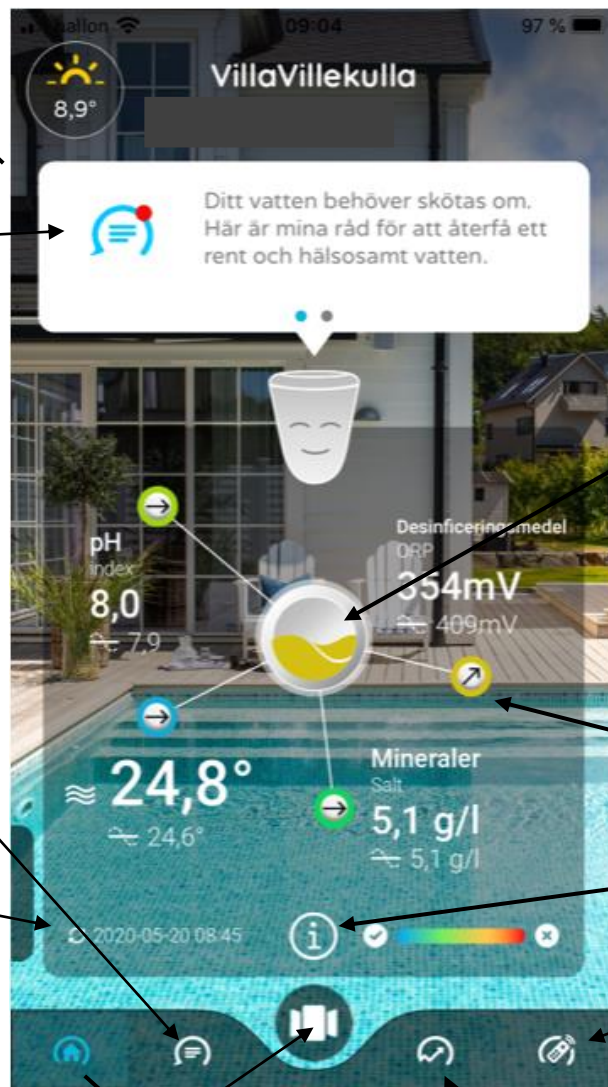 hallon 09:04 97 %
8,9°
VillaVillekulla
Ditt vatten behöver skötas om.
Här är mina råd för att återfå ett
rent och hälsosamt vatten.
pH
index
8,0
7,9
Desinficeringsmedel
ORP
354mV
409mV
≈ 24,8°
24,6°
Mineraler
Salt
5,1 g/l
5,1 g/l
2020-05-20 08:45
i